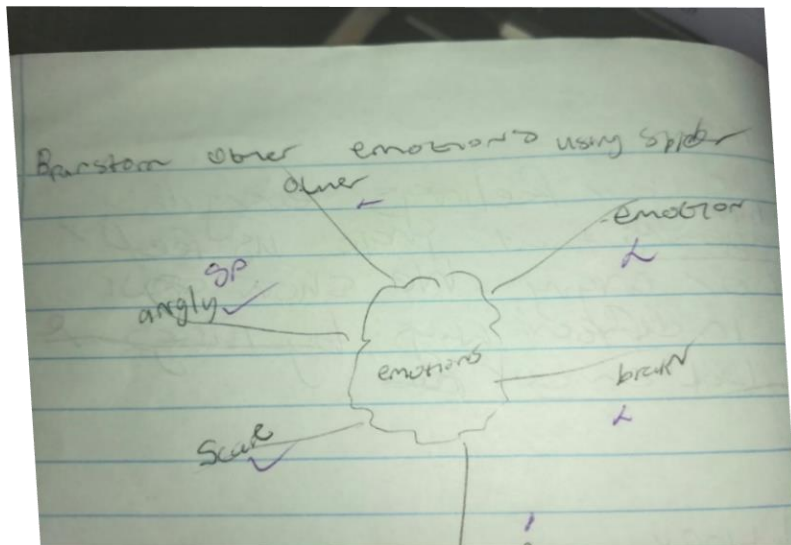 Brainstorm other emotions using Spider
other
emotion
SP
angly
emotions
brain
Scare